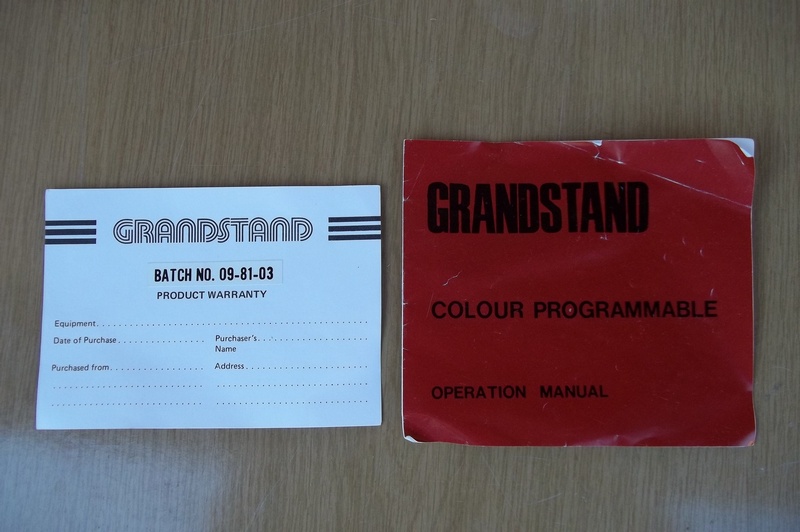 GRANDSTAND
BATCH NO. 09-81-03
PRODUCT WARRANTY
Equipment
Date of Purchase
Purchaser's
Name
Purchased from
Address
GRANDSTAND
COLOUR PROGRAMMABLE
OPERATION MANUAL